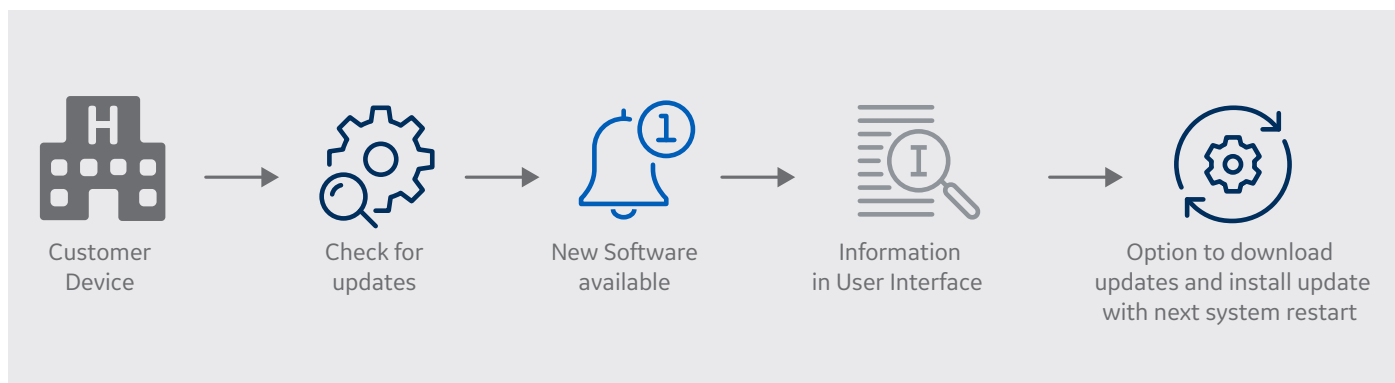 H
1
I
Customer
Device
Check for
updates
New Software
available
Information
in User Interface
Option to download
updates and install update
with next system restart